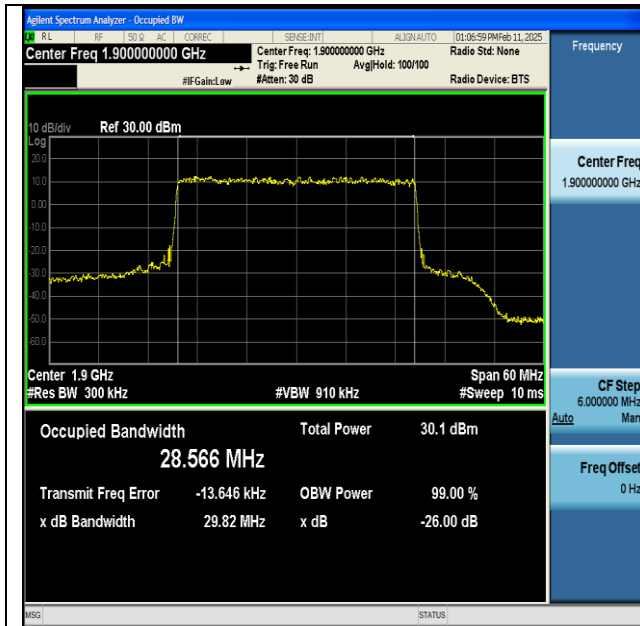 Agilent Spectrum Analyzer - Occupied BW
RL RF 50 Ω AC CORREC SENSE:INT ALIGN AUTO 01:06:59 PM Feb 11, 2025
Center Freq 1.900000000 GHz
Center Freq: 1.900000000 GHz
Radio Std: None
Trig: Free Run Avg|Hold: 100/100
#IFGain:Low #Atten: 30 dB Radio Device: BTS
Frequency
10 dB/div Ref 30.00 dBm
Log
20.0
10.0
0.00
-10.0
-20.0
-30.0
-40.0
-50.0
-60.0
Center Freq
1.900000000 GHz
Center 1.9 GHz Span 60 MHz
#Res BW 300 kHz #VBW 910 kHz #Sweep 10 ms
CF Step
6.000000 MHz
Auto Man
Occupied Bandwidth Total Power 30.1 dBm
28.566 MHz
Transmit Freq Error -13.646 kHz OBW Power 99.00 %
x dB Bandwidth 29.82 MHz x dB -26.00 dB
Freq Offset
0 Hz
MSG STATUS